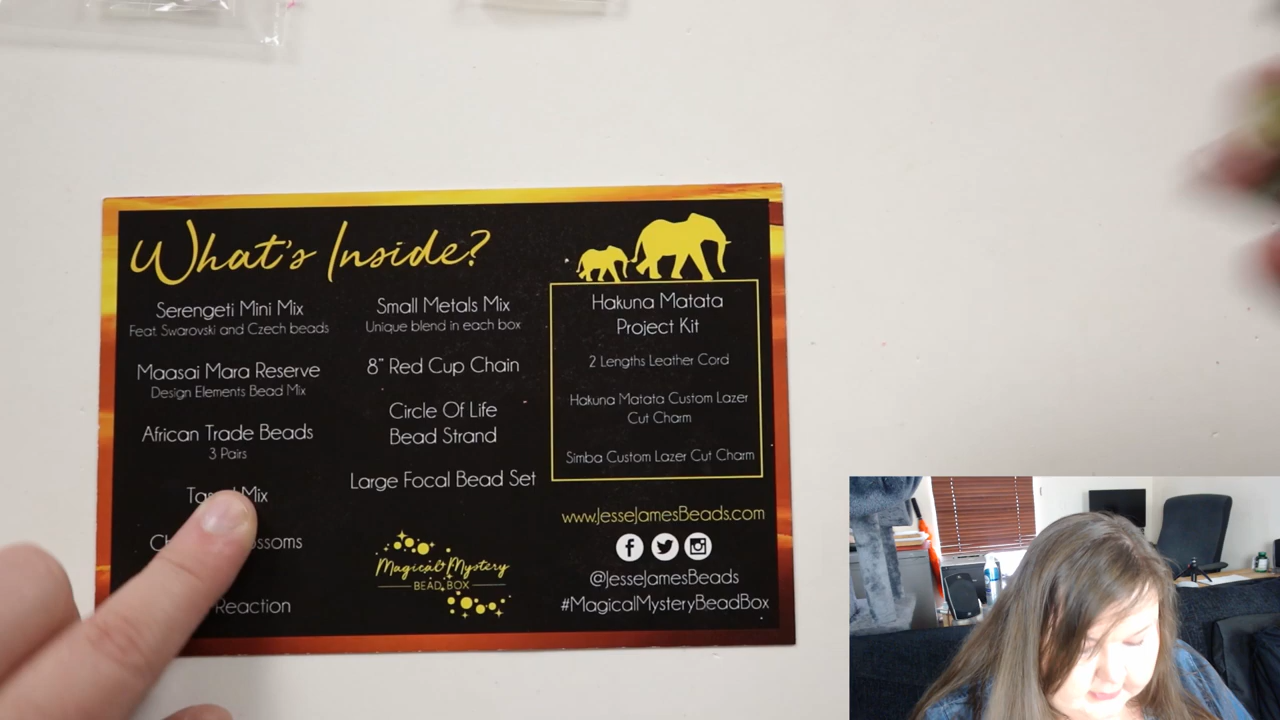 What's Inside?
Serengeti Mini Mix
Feat. Swarovski and Czech beads
Maasai Mara Reserve
Design Elements Bead Mix
African Trade Beads
3 Pairs
Mix
Reaction
Small Metals Mix
Unique blend in each box
8" Red Cup Chain
Circle Of Life
Bead Strand
Large Focal Bead Set
Magical Mystery
BEAD BOX
Hakuna Matata
Project Kit
2 Lengths Leather Cord
Hakuna Matata Custom Lazer
Cut Charm
Simba Custom Lazer Cut Charm
www.JesseJamesBeads.com
@JesseJamesBeads
#MagicalMysteryBeadBox